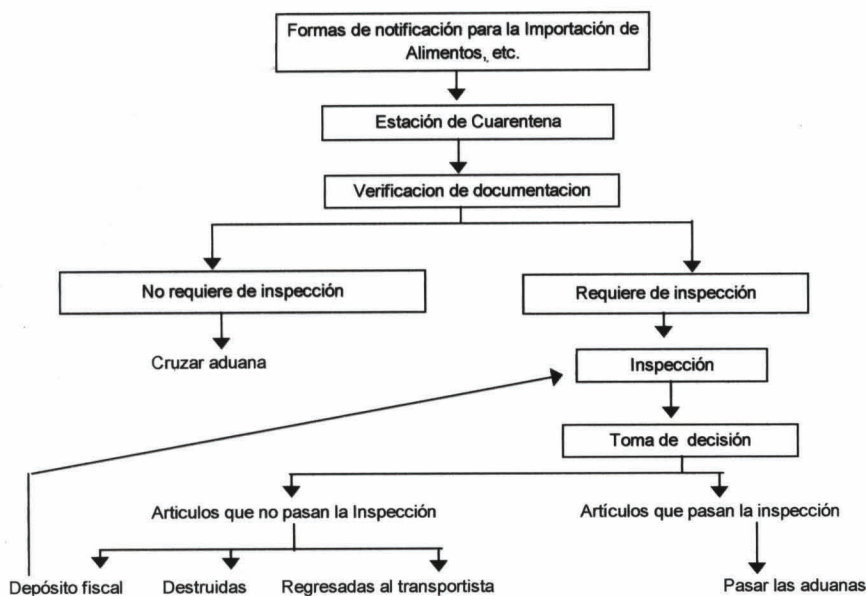 Formas de notificación para la Importación de
Alimentos, etc.
Estación de Cuarentena
Verificacion de documentacion
No requiere de inspección
Requiere de inspección
Cruzar aduana
Inspección
Toma de decisión
Articulos que no pasan la Inspección
Artículos que pasan la inspección
Depósito fiscal
Destruidas
Regresadas al transportista
Pasar las aduanas